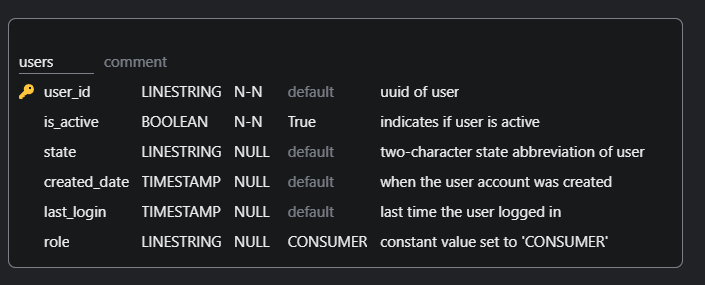 users comment
user_id LINESTRING N-N default uuid of user
is_active BOOLEAN N-N True indicates if user is active
state LINESTRING NULL default two-character state abbreviation of user
created_date TIMESTAMP NULL default when the user account was created
last_login TIMESTAMP NULL default last time the user logged in
role LINESTRING NULL CONSUMER constant value set to 'CONSUMER'